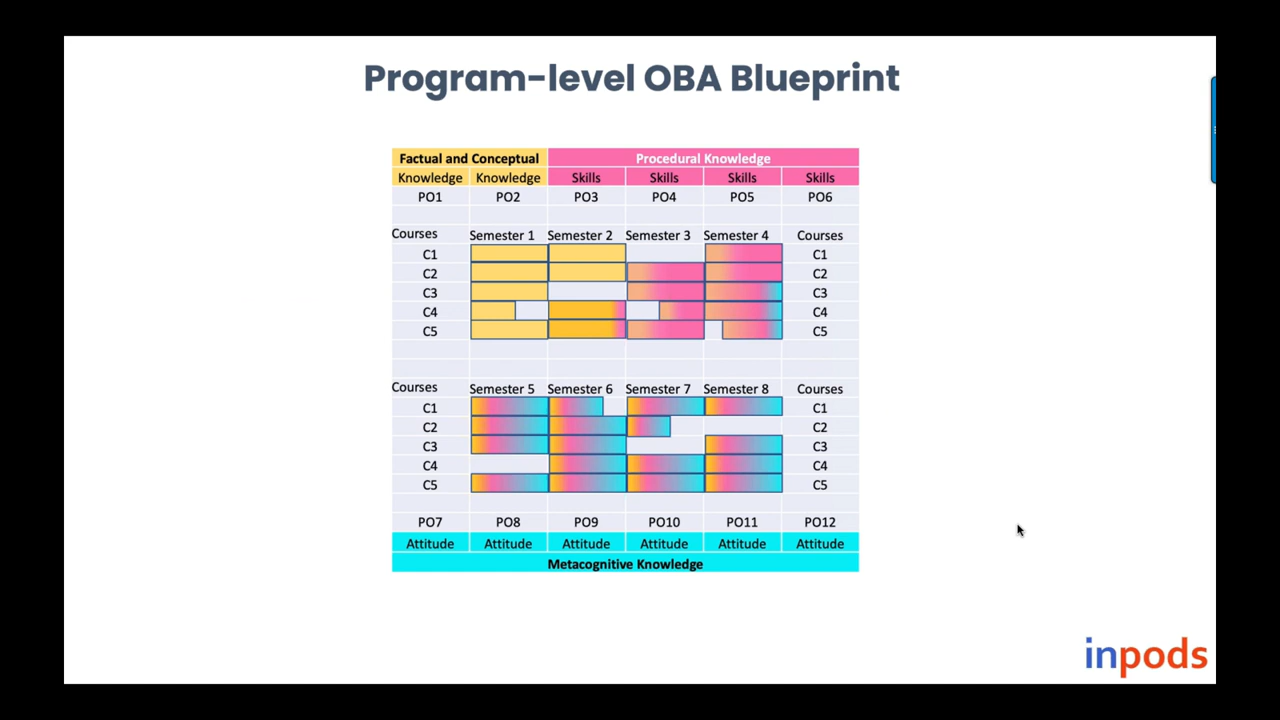 Program-level OBA Blueprint
Factual and Conceptual Procedural Knowledge
Knowledge Knowledge Skills Skills Skills Skills
PO1 PO2 PO3 PO4 PO5 PO6
Courses Semester 1 Semester 2 Semester 3 Semester 4 Courses
C1 C1
C2 C2
C3 C3
C4 C4
C5 C5
Courses Semester 5 Semester 6 Semester 7 Semester 8 Courses
C1 C1
C2 C2
C3 C3
C4 C4
C5 C5
PO7 PO8 PO9 PO10 PO11 PO12
Attitude Attitude Attitude Attitude Attitude Attitude
Metacognitive Knowledge
inpods